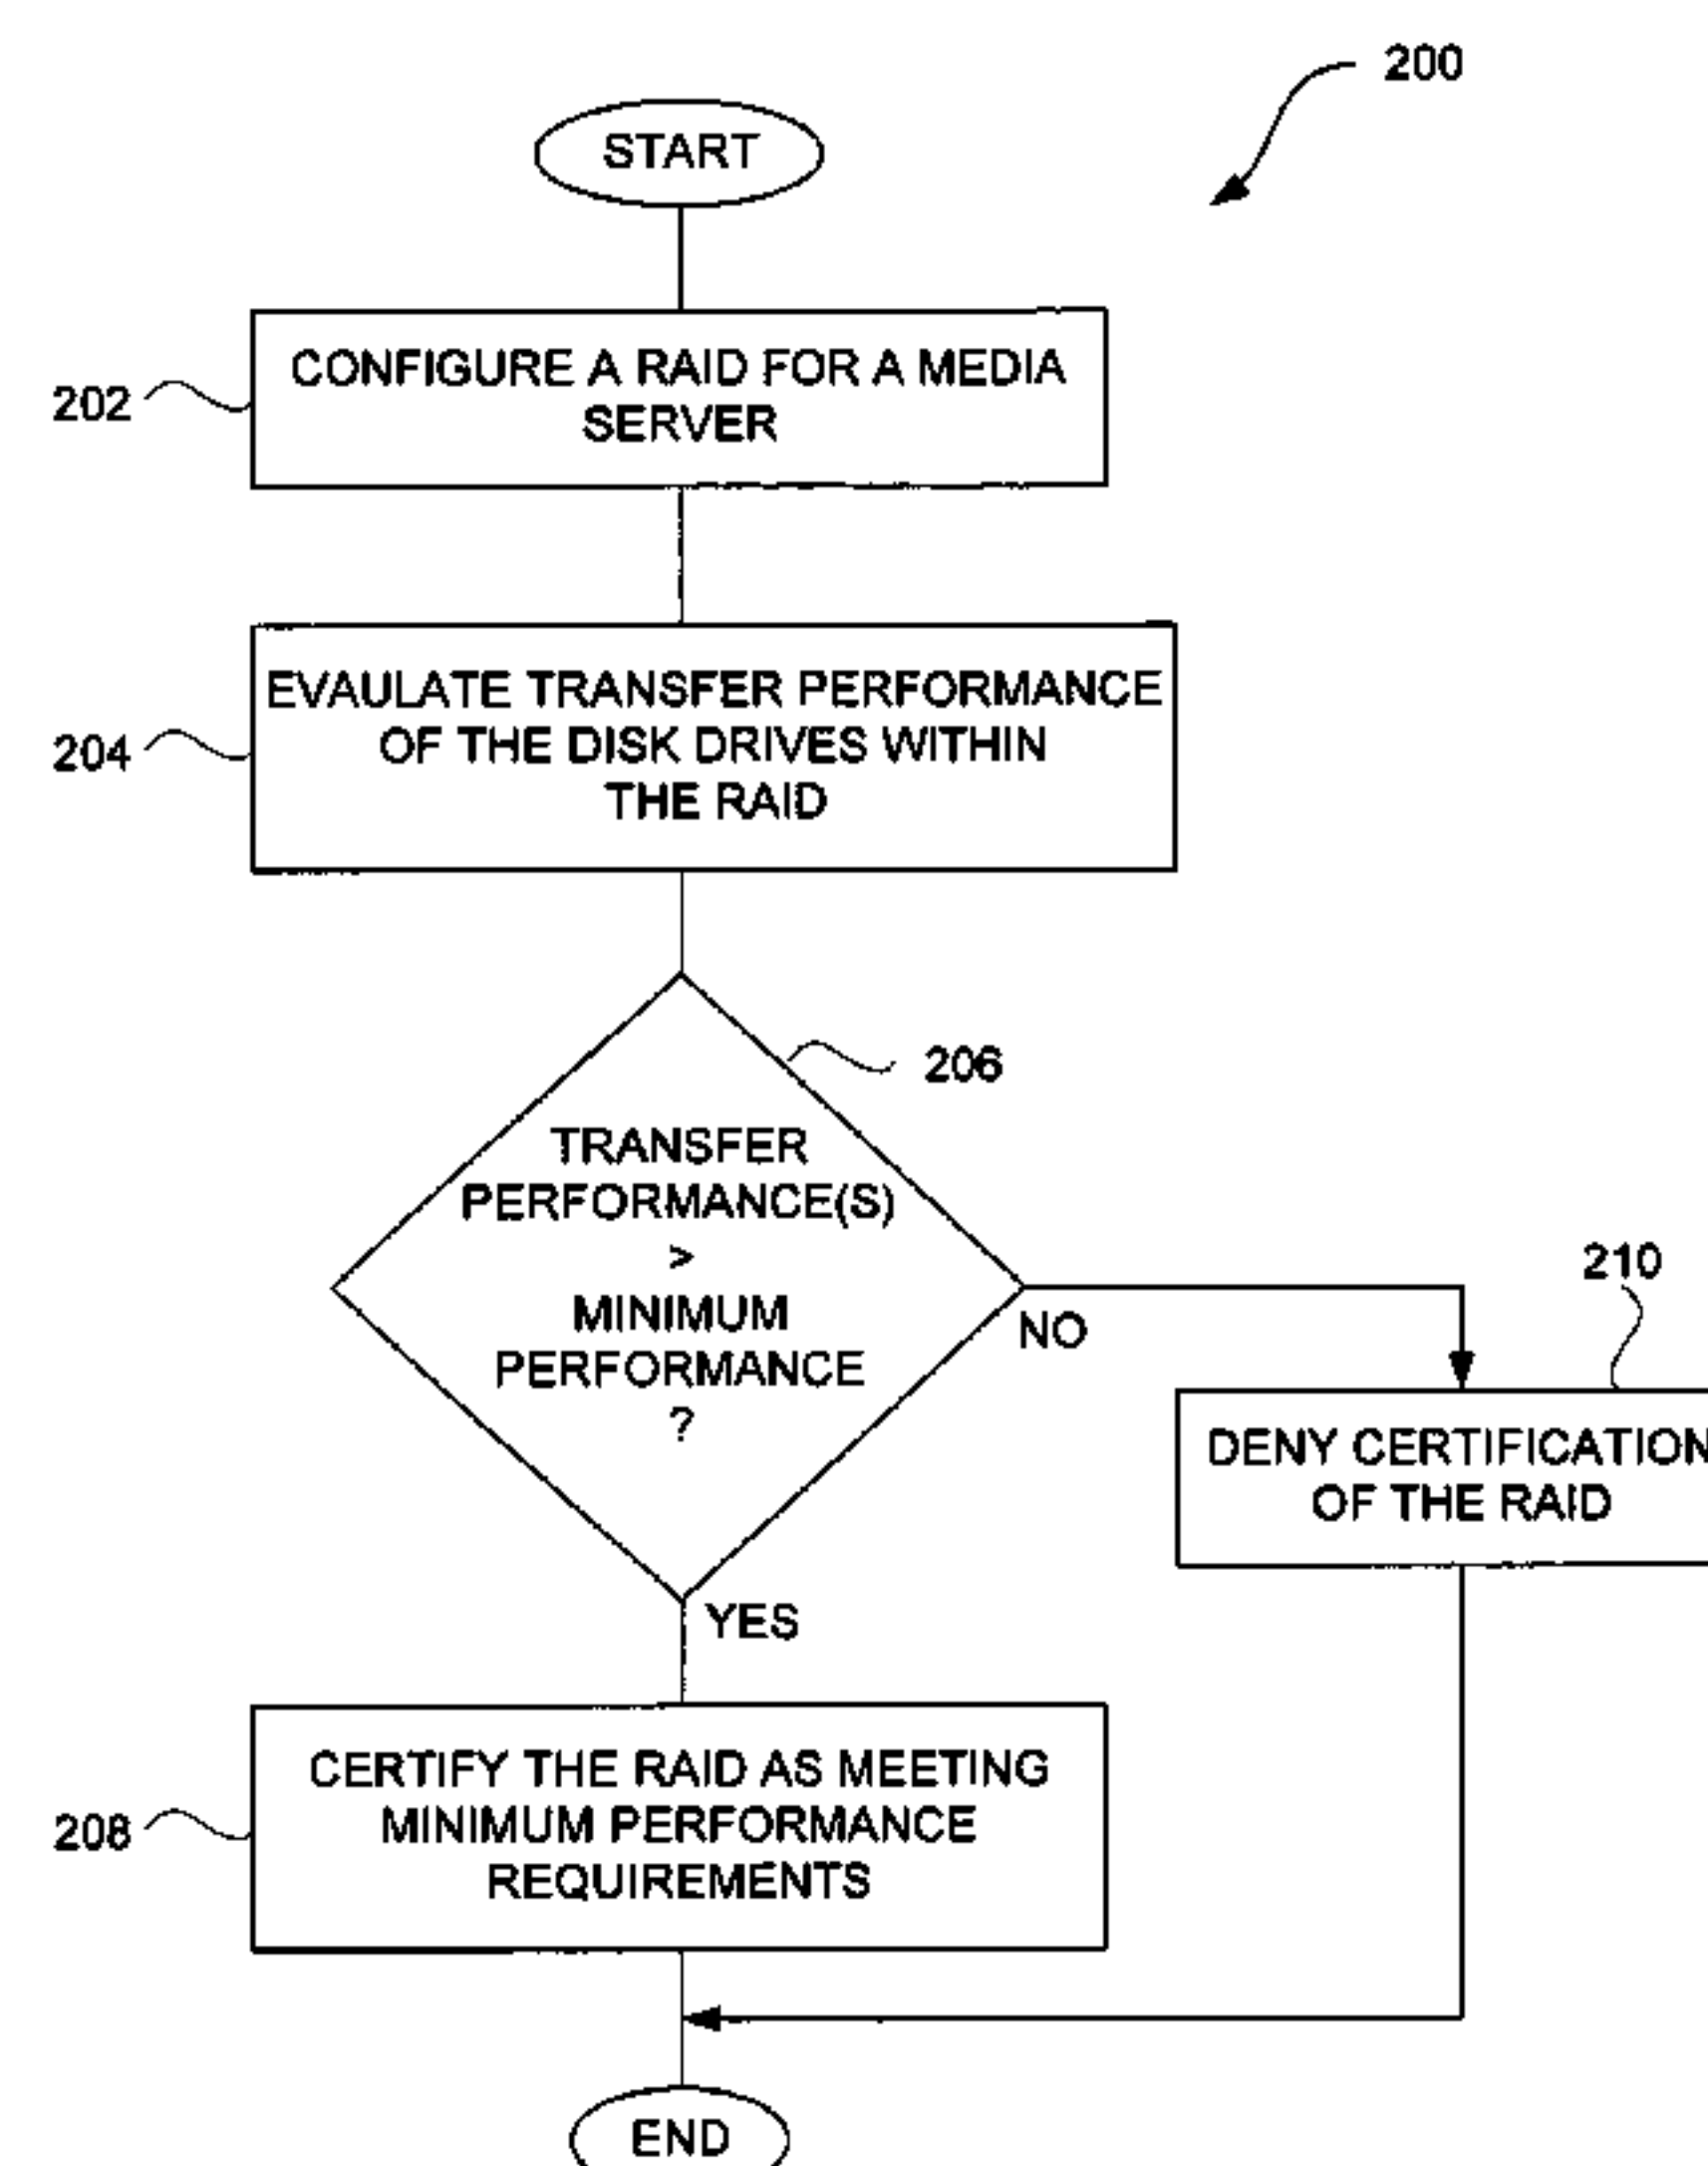 200
START
CONFIGURE A RAID FOR A MEDIA
SERVER
202
EVAULATE TRANSFER PERFORMANCE
OF THE DISK DRIVES WITHIN
THE RAID
204
206
TRANSFER
PERFORMANCE(S)
>
MINIMUM
PERFORMANCE
?
NO
210
DENY CERTIFICATION
OF THE RAID
YES
CERTIFY THE RAID AS MEETING
MINIMUM PERFORMANCE
REQUIREMENTS
208
END